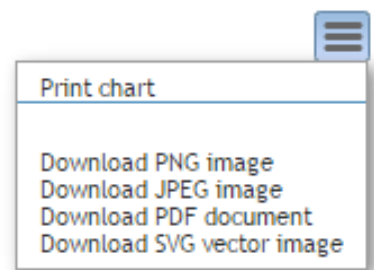 Print chart
Download PNG image
Download JPEG image
Download PDF document
Download SVG vector image